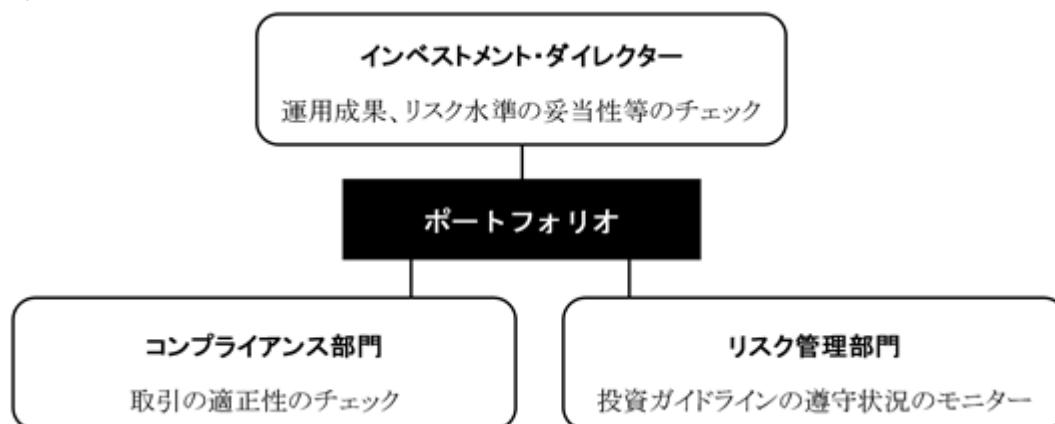 インベストメント・ダイレクター
運用成果、リスク水準の妥当性等のチェック
ポートフォリオ
コンプライアンス部門
取引の適正性のチェック
リスク管理部門
投資ガイドラインの遵守状況のモニター